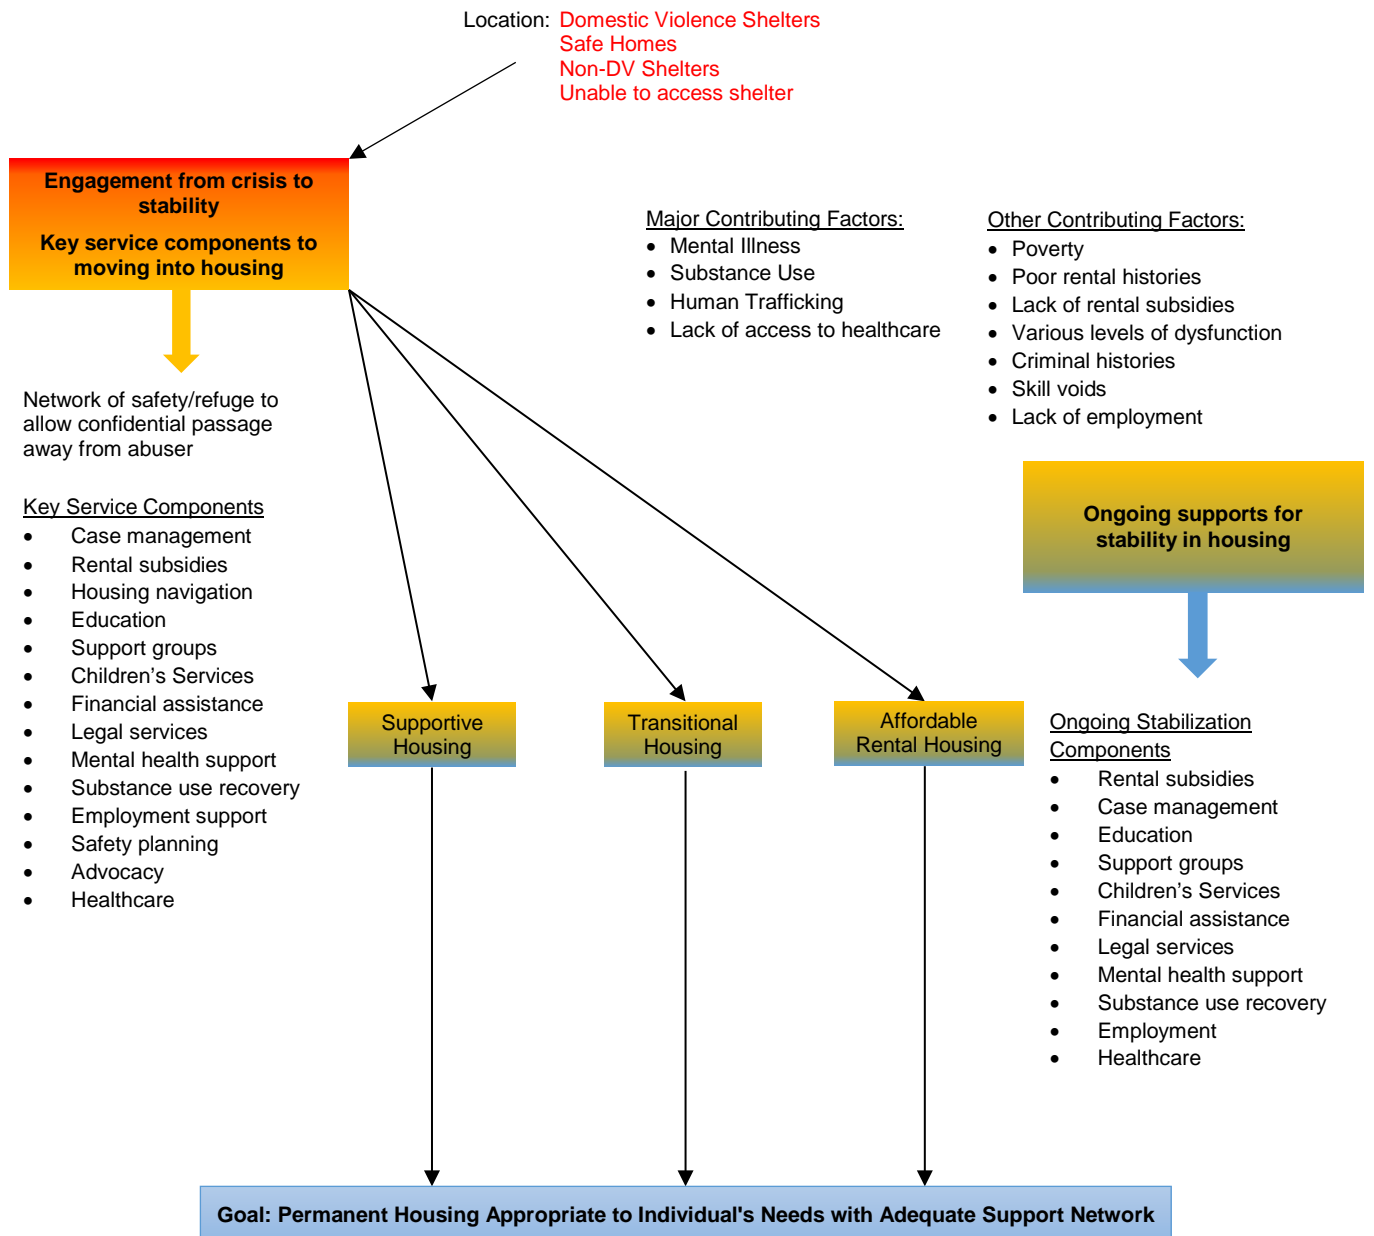 Location: Domestic Violence Shelters
Safe Homes
Non-DV Shelters
Unable to access shelter
Engagement from crisis to
stability
Key service components to
moving into housing
Major Contributing Factors:
• Mental Illness
• Substance Use
• Human Trafficking
• Lack of access to healthcare
Other Contributing Factors:
• Poverty
• Poor rental histories
• Lack of rental subsidies
• Various levels of dysfunction
• Criminal histories
• Skill voids
• Lack of employment
Network of safety/refuge to
allow confidential passage
away from abuser
Key Service Components
• Case management
• Rental subsidies
• Housing navigation
• Education
• Support groups
• Children’s Services
• Financial assistance
• Legal services
• Mental health support
• Substance use recovery
• Employment support
• Safety planning
• Advocacy
• Healthcare
Supportive
Housing
Transitional
Housing
Affordable
Rental Housing
Ongoing supports for
stability in housing
Ongoing Stabilization
Components
• Rental subsidies
• Case management
• Education
• Support groups
• Children’s Services
• Financial assistance
• Legal services
• Mental health support
• Substance use recovery
• Employment
• Healthcare
Goal: Permanent Housing Appropriate to Individual's Needs with Adequate Support Network